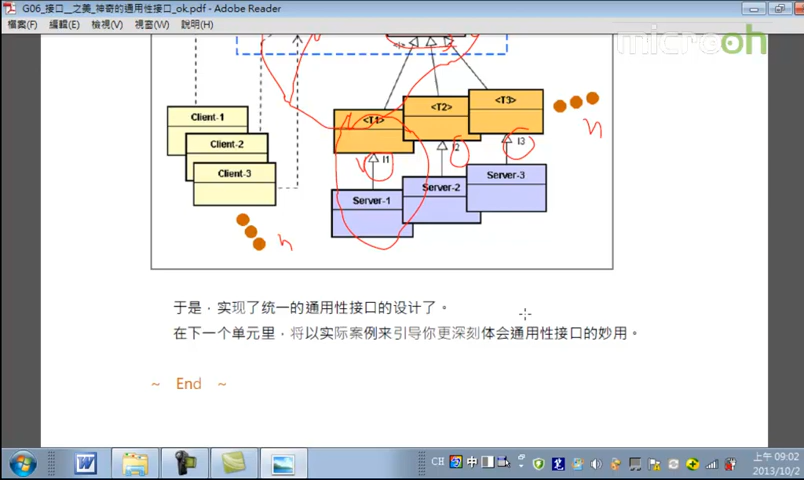 G06_接口__之美_神奇的通用性接口_ok.pdf - Adobe Reader
檔案(F) 編輯(E) 檢視(V) 視窗(W) 說明(H)
microoh
<T3>
<T2>
<T1>
Client-1
Client-2
Client-3
n
I1
I2
I3
Server-3
Server-2
Server-1
n
于是，实现了统一的通用性接口的设计了。
在下一个单元里，将以实际案例来引导你更深刻体会通用性接口的妙用。
~ End ~
CH 中
上午 09:02
2013/10/2